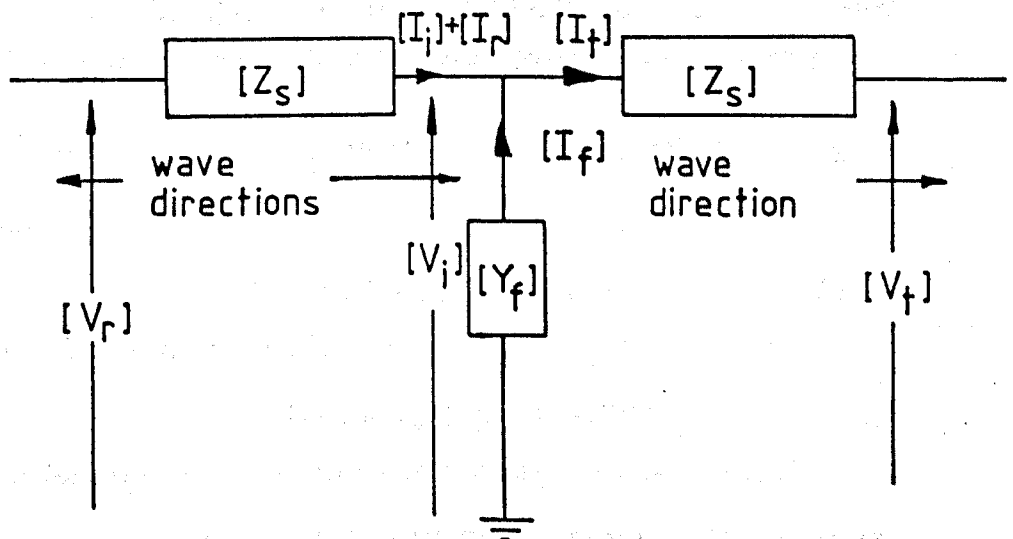 [I_i]+[I_r] [I_t]
[Z_s] [Z_s]
[I_f]
wave
directions
wave
direction
[V_i]
[Y_f]
[V_t]
[V_r]